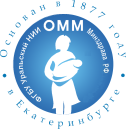 Основан в 1877 году
в Екатеринбурге
ФГБУ Уральский НИИ
ОММ
Минздрава РФ